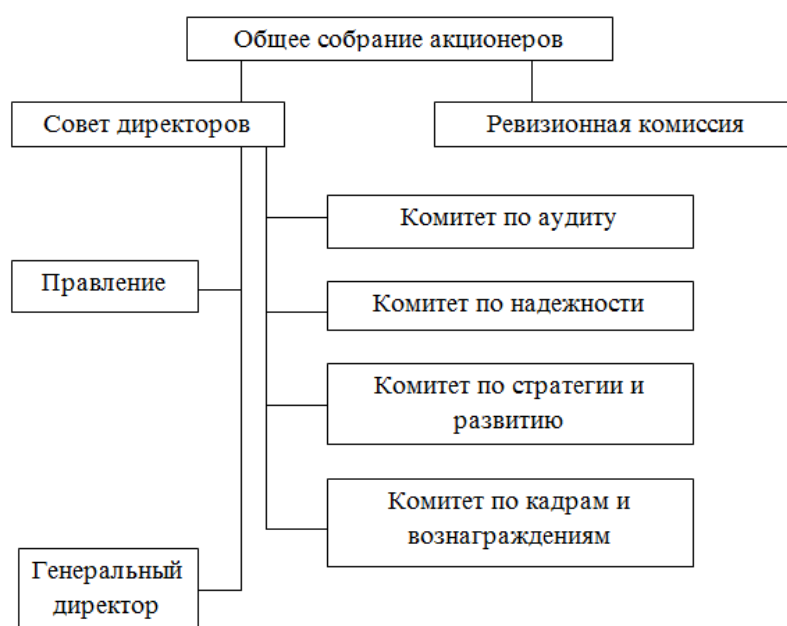 Общее собрание акционеров
Совет директоров
Ревизионная комиссия
Комитет по аудиту
Правление
Комитет по надежности
Комитет по стратегии и
развитию
Комитет по кадрам и
вознаграждениям
Генеральный
директор